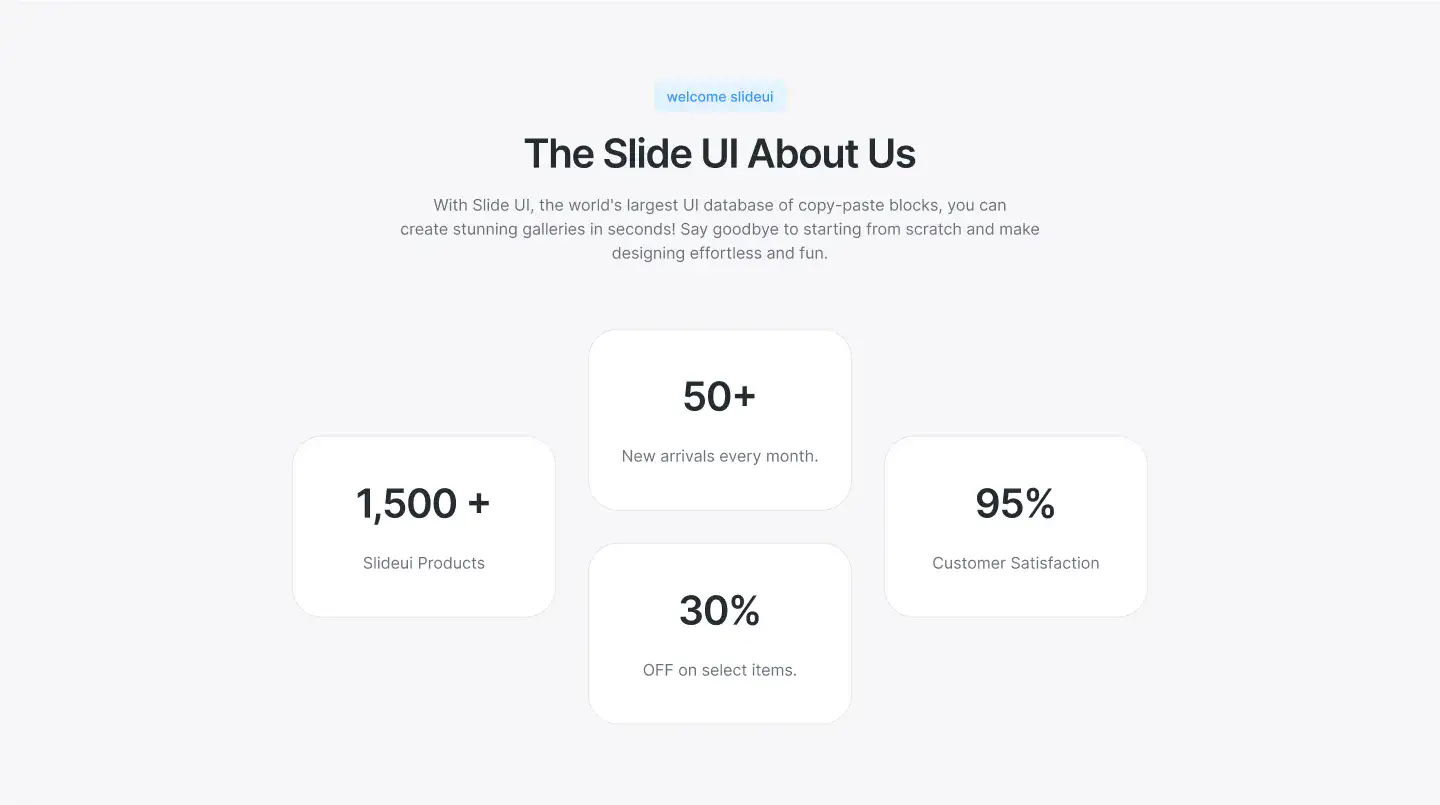 welcome slideui
The Slide UI About Us
With Slide UI, the world's largest UI database of copy-paste blocks, you can
create stunning galleries in seconds! Say goodbye to starting from scratch and make
designing effortless and fun.
1,500 +
Slideui Products
50+
New arrivals every month.
30%
OFF on select items.
95%
Customer Satisfaction